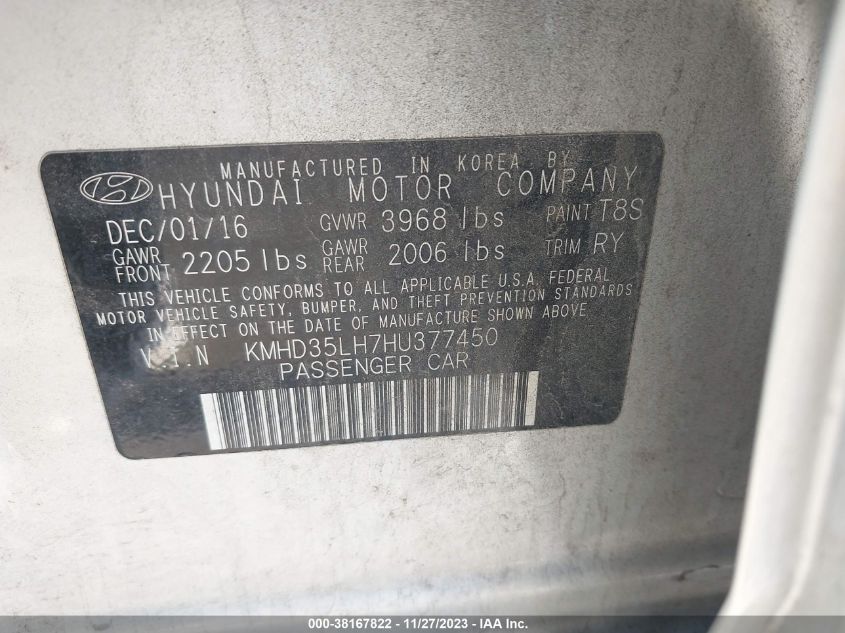 MANUFACTURED IN KOREA BY
HYUNDAI MOTOR COMPANY
DEC/01/16 GVWR 3968 lbs PAINT T8S
GAWR FRONT 2205 lbs GAWR REAR 2006 lbs TRIM RY
THIS VEHICLE CONFORMS TO ALL APPLICABLE U.S.A. FEDERAL
MOTOR VEHICLE SAFETY, BUMPER, AND THEFT PREVENTION STANDARDS
IN EFFECT ON THE DATE OF MANUFACTURE SHOWN ABOVE.
V.I.N KMHD35LH7HU377450
PASSENGER CAR
000-38167822 - 11/27/2023 - IAA Inc.